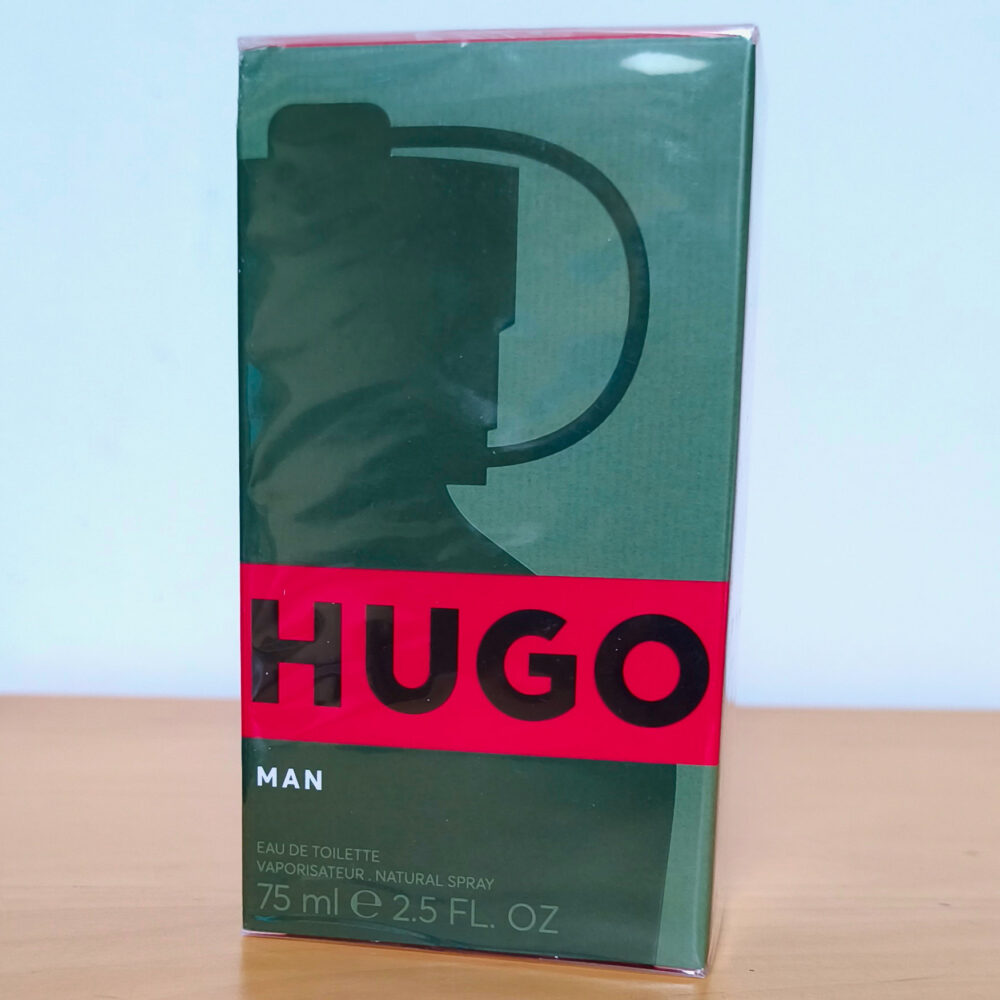 HUGO
MAN
EAU DE TOILETTE
VAPORISATEUR . NATURAL SPRAY
75 ml ℮ 2.5 FL. OZ